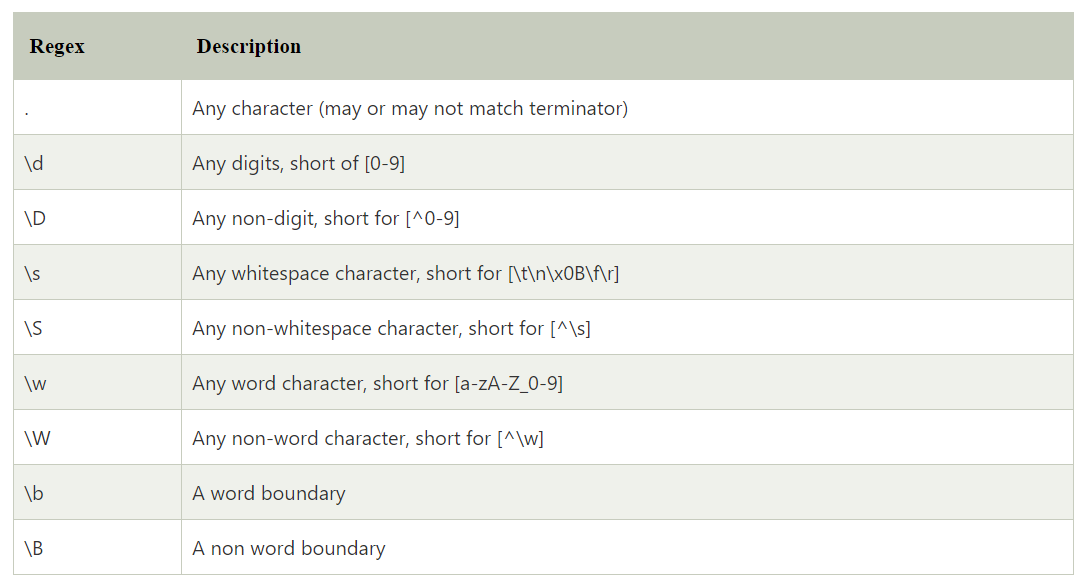 Regex Description
. Any character (may or may not match terminator)
\d Any digits, short of [0-9]
\D Any non-digit, short for [^0-9]
\s Any whitespace character, short for [\t\n\x0B\f\r]
\S Any non-whitespace character, short for [^\s]
\w Any word character, short for [a-zA-Z_0-9]
\W Any non-word character, short for [^\w]
\b A word boundary
\B A non word boundary